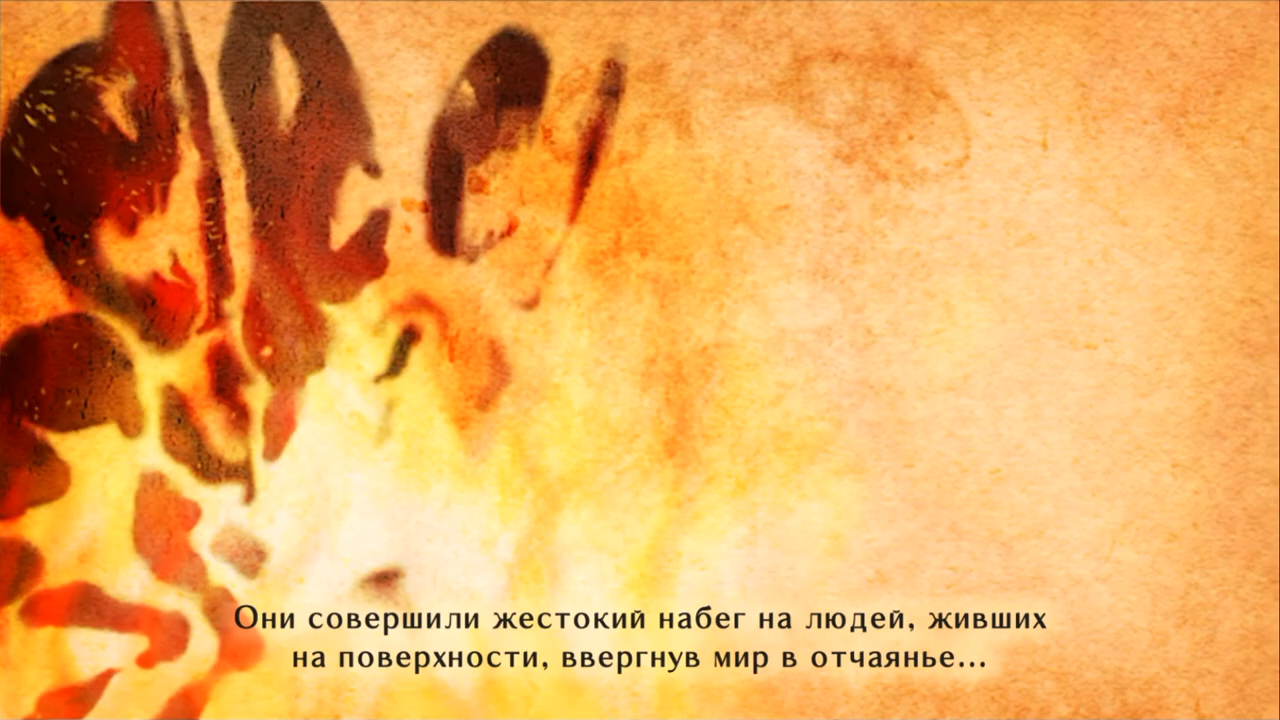 Они совершили жестокий набег на людей, живших
на поверхности, ввергнув мир в отчаянье...